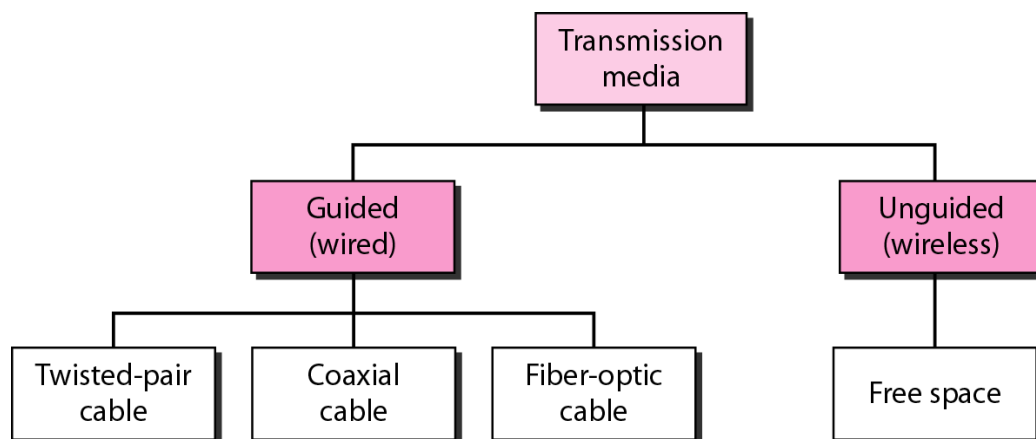 Transmission
media
Guided
(wired)
Unguided
(wireless)
Twisted-pair
cable
Coaxial
cable
Fiber-optic
cable
Free space